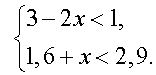 3 − 2x < 1,
1,6 + x < 2,9.